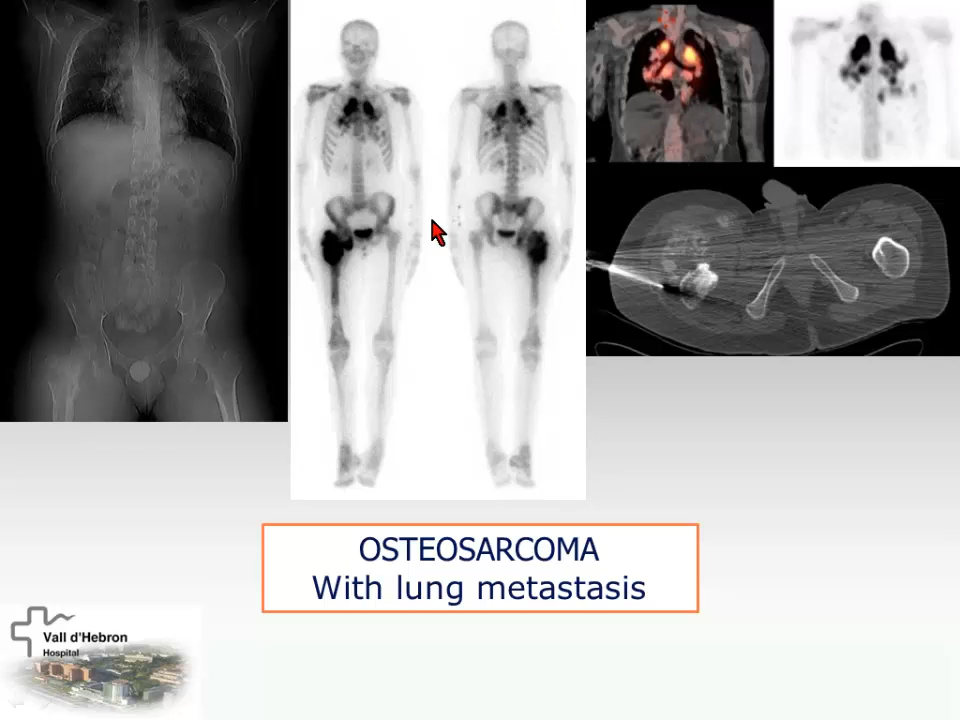 OSTEOSARCOMA
With lung metastasis
Vall d'Hebron
Hospital